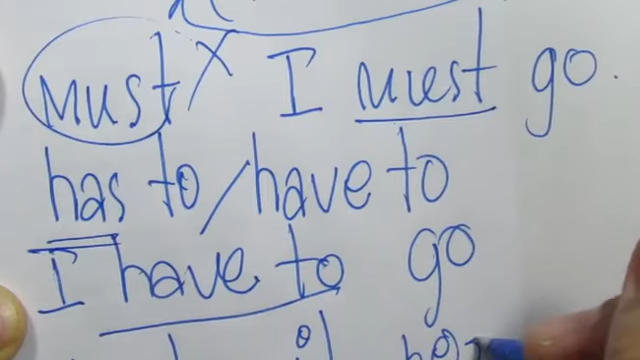 must X I must go.
has to / have to
I have to go